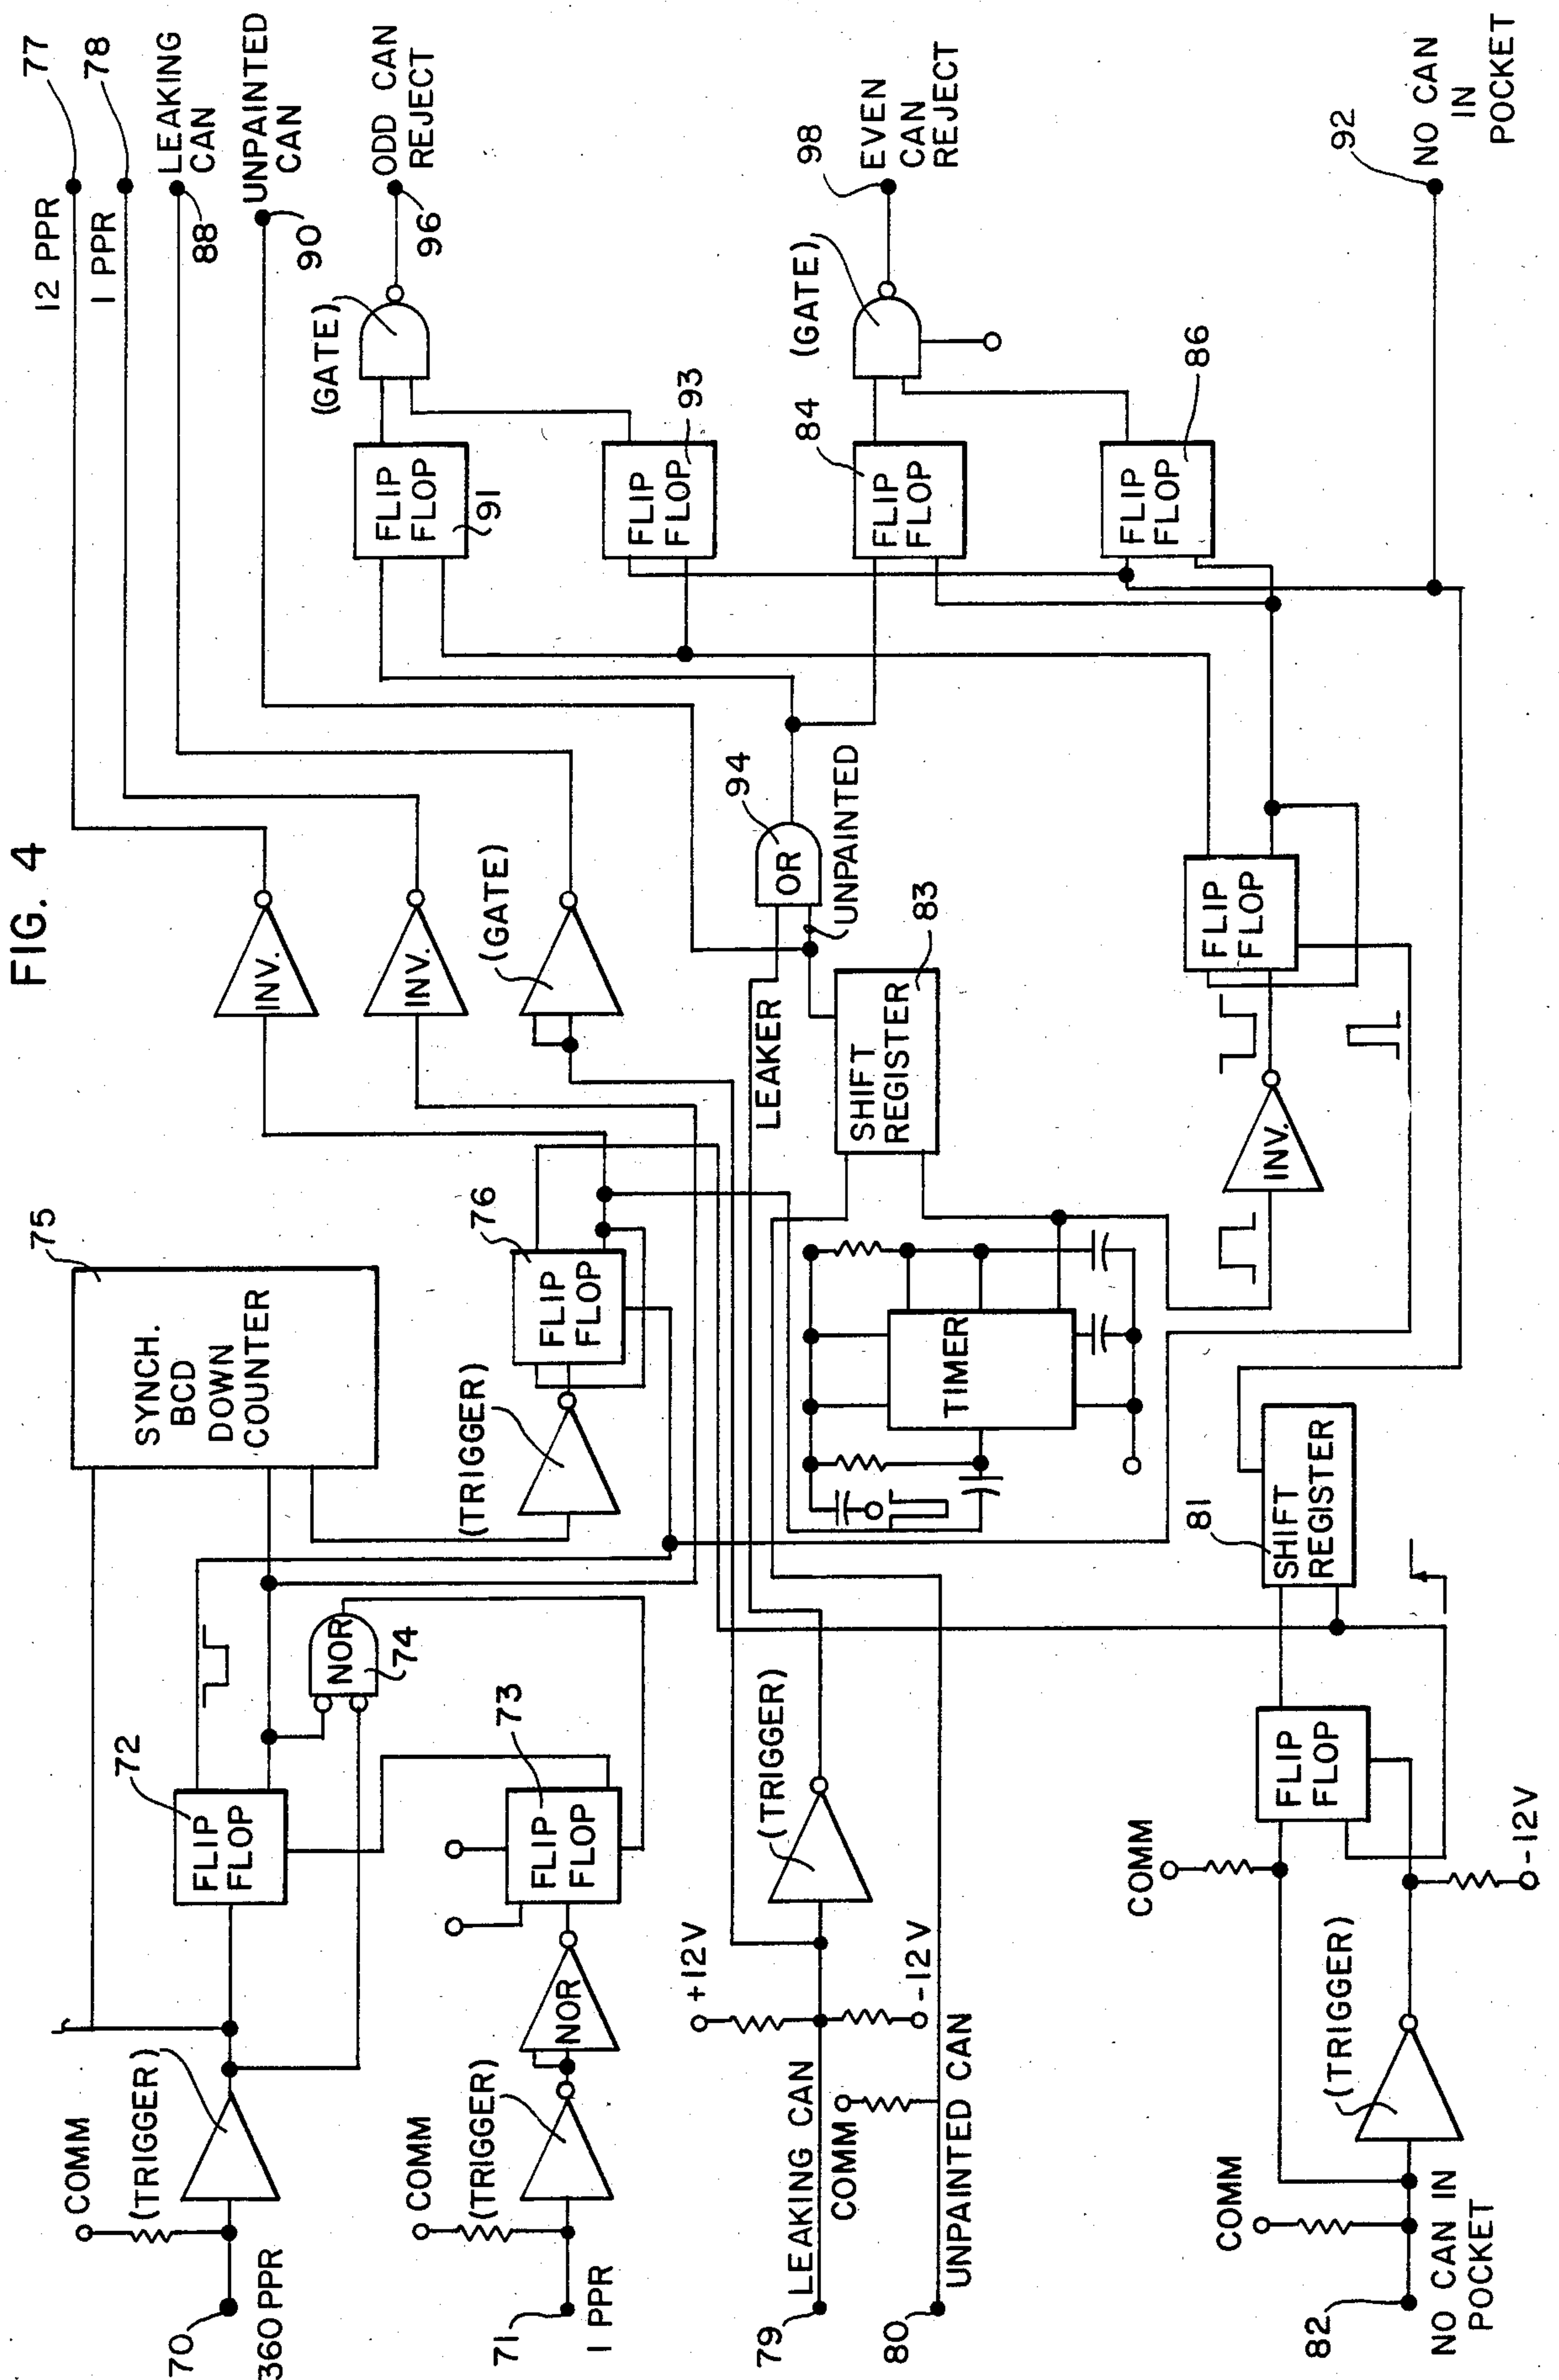 FIG. 4
70
360 PPR
COMM
(TRIGGER)
72
FLIP
FLOP
NOR
74
75
SYNCH.
BCD
DOWN
COUNTER
INV.
12 PPR
77
1 PPR
78
LEAKING
CAN
88
UNPAINTED
CAN
90
71
1 PPR
COMM
(TRIGGER)
NOR
73
FLIP
FLOP
(TRIGGER)
76
FLIP
FLOP
INV.
(GATE)
FLIP
FLOP
91
(GATE)
ODD CAN
REJECT
96
FLIP
FLOP
93
79
LEAKING CAN
+12V
-12V
(TRIGGER)
LEAKER
94
OR
UNPAINTED
80
COMM
UNPAINTED CAN
TIMER
SHIFT
REGISTER
83
84
FLIP
FLOP
(GATE)
98
EVEN
CAN
REJECT
FLIP
FLOP
86
82
NO CAN IN
POCKET
COMM
(TRIGGER)
COMM
-12V
FLIP
FLOP
81
SHIFT
REGISTER
INV.
FLIP
FLOP
92
NO CAN
IN
POCKET